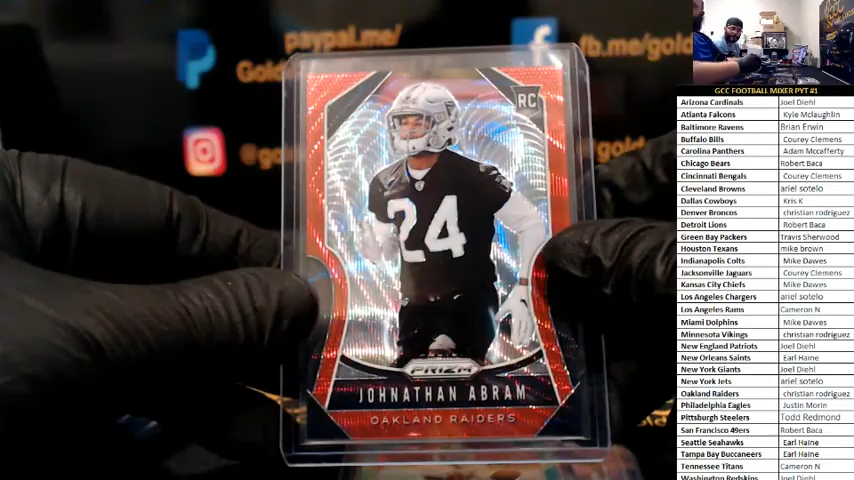 paypal.me/
Gold
fb.me/gold
@go
RC
24
PRIZM
JOHNATHAN ABRAM
OAKLAND RAIDERS
GCC FOOTBALL MIXER PYT #1
Arizona Cardinals Joel Diehl
Atlanta Falcons Kyle Mclaughlin
Baltimore Ravens Brian Erwin
Buffalo Bills Courey Clemens
Carolina Panthers Adam Mccafferty
Chicago Bears Robert Baca
Cincinnati Bengals Courey Clemens
Cleveland Browns ariel sotelo
Dallas Cowboys Kris K
Denver Broncos christian rodriguez
Detroit Lions Robert Baca
Green Bay Packers Travis Sherwood
Houston Texans mike brown
Indianapolis Colts Mike Dawes
Jacksonville Jaguars Courey Clemens
Kansas City Chiefs Mike Dawes
Los Angeles Chargers ariel sotelo
Los Angeles Rams Cameron N
Miami Dolphins Mike Dawes
Minnesota Vikings christian rodriguez
New England Patriots Joel Diehl
New Orleans Saints Earl Haine
New York Giants Joel Diehl
New York Jets ariel sotelo
Oakland Raiders christian rodriguez
Philadelphia Eagles Justin Morin
Pittsburgh Steelers Todd Redmond
San Francisco 49ers Robert Baca
Seattle Seahawks Earl Haine
Tampa Bay Buccaneers Earl Haine
Tennessee Titans Cameron N
Washington Redskins Joel Diehl